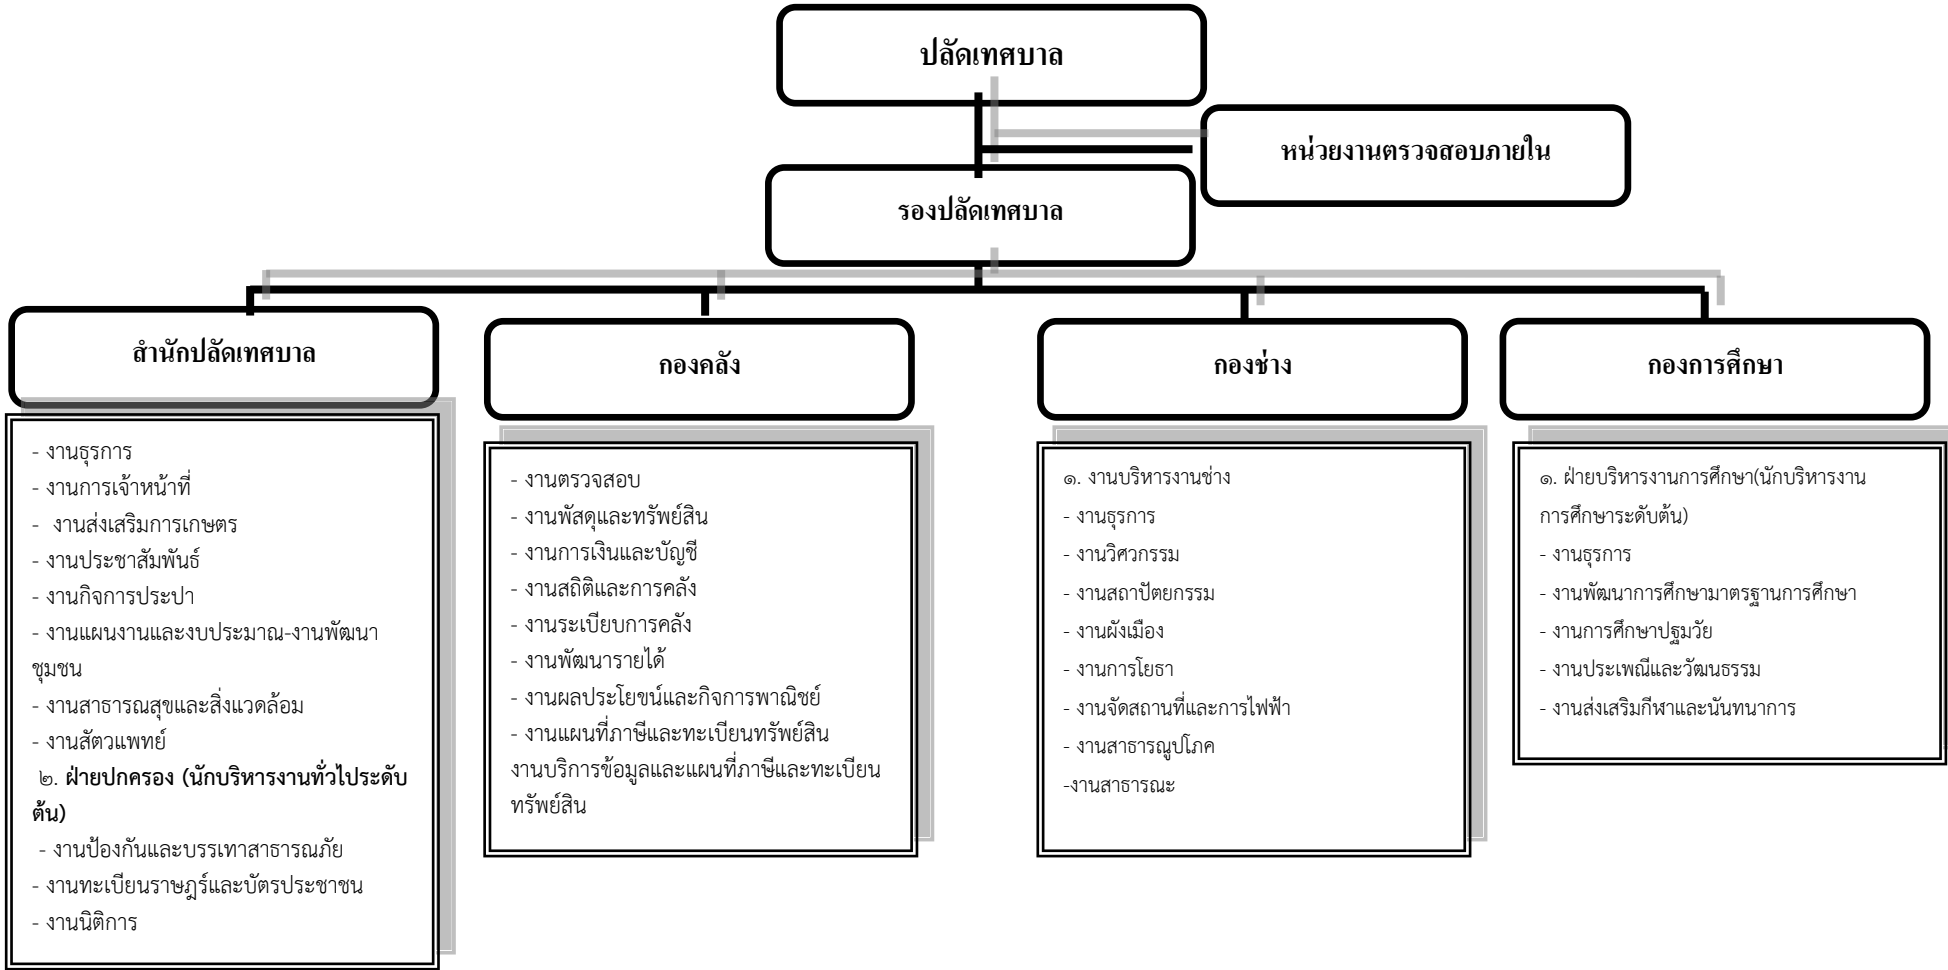 ปลัดเทศบาล
หน่วยงานตรวจสอบภายใน
รองปลัดเทศบาล
สำนักปลัดเทศบาล
- งานธุรการ
- งานการเจ้าหน้าที่
- งานส่งเสริมการเกษตร
- งานประชาสัมพันธ์
- งานกิจการประปา
- งานแผนงานและงบประมาณ-งานพัฒนา
ชุมชน
- งานสาธารณสุขและสิ่งแวดล้อม
- งานสัตวแพทย์
๒. ฝ่ายปกครอง (นักบริหารงานทั่วไประดับ
ต้น)
- งานป้องกันและบรรเทาสาธารณภัย
- งานทะเบียนราษฎร์และบัตรประชาชน
- งานนิติการ
กองคลัง
- งานตรวจสอบ
- งานพัสดุและทรัพย์สิน
- งานการเงินและบัญชี
- งานสถิติและการคลัง
- งานระเบียบการคลัง
- งานพัฒนารายได้
- งานผลประโยขน์และกิจการพาณิชย์
- งานแผนที่ภาษีและทะเบียนทรัพย์สิน
งานบริการข้อมูลและแผนที่ภาษีและทะเบียน
ทรัพย์สิน
กองช่าง
๑. งานบริหารงานช่าง
- งานธุรการ
- งานวิศวกรรม
- งานสถาปัตยกรรม
- งานผังเมือง
- งานการโยธา
- งานจัดสถานที่และการไฟฟ้า
- งานสาธารณูปโภค
-งานสาธารณะ
กองการศึกษา
๑. ฝ่ายบริหารงานการศึกษา(นักบริหารงาน
การศึกษาระดับต้น)
- งานธุรการ
- งานพัฒนาการศึกษามาตรฐานการศึกษา
- งานการศึกษาปฐมวัย
- งานประเพณีและวัฒนธรรม
- งานส่งเสริมกีฬาและนันทนาการ